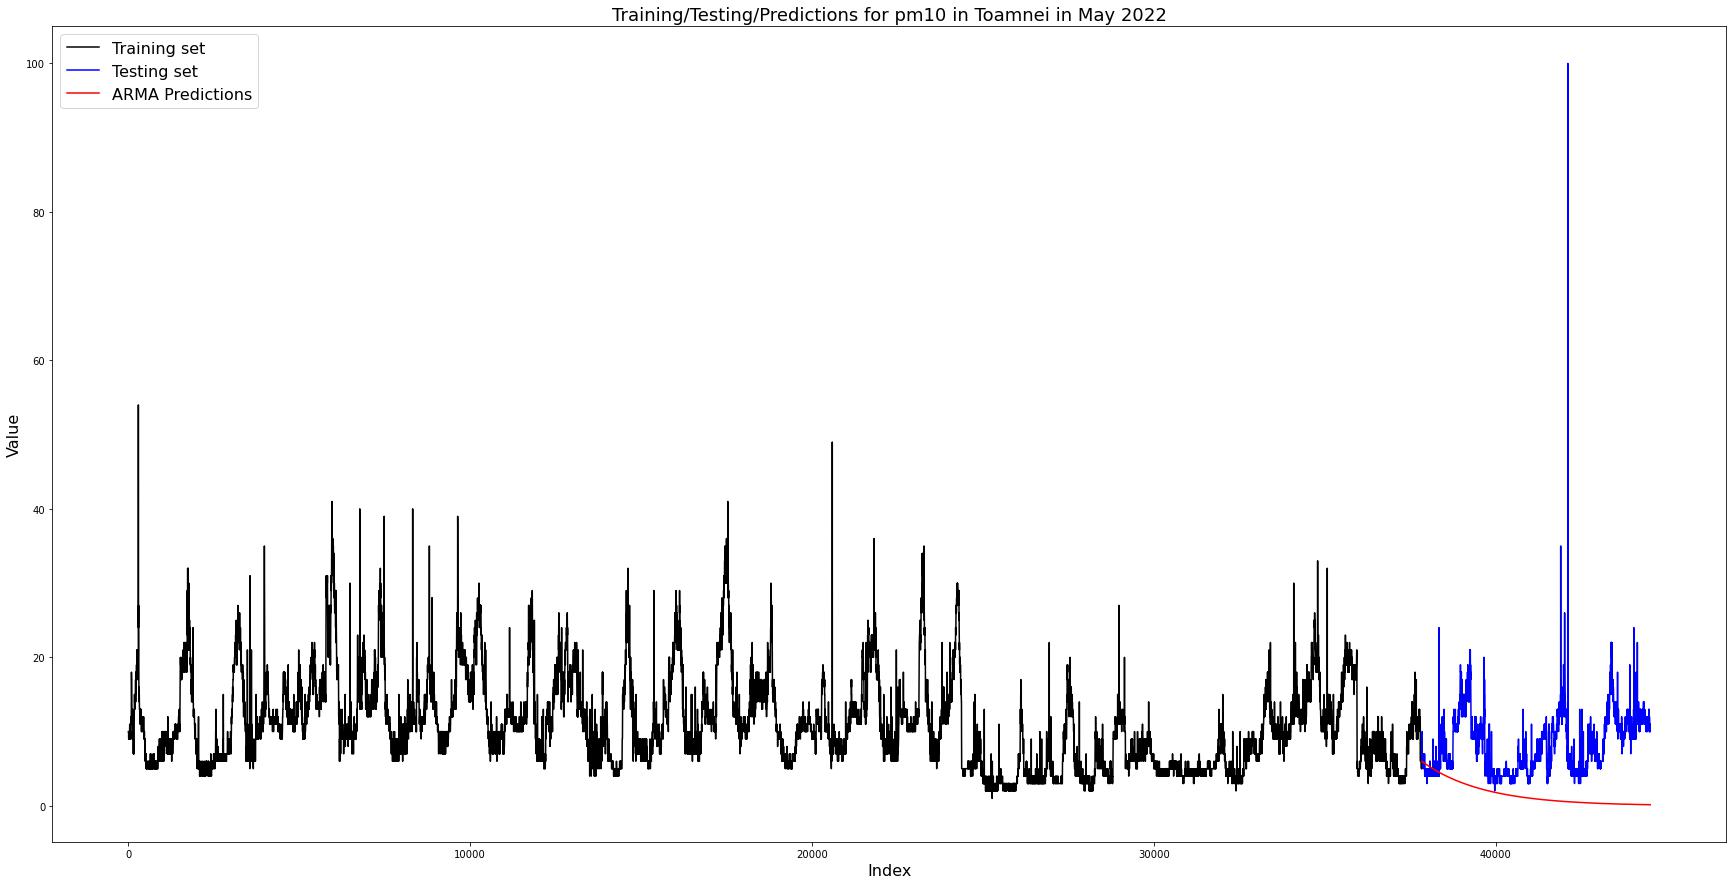 Training/Testing/Predictions for pm10 in Toamnei in May 2022
Training set
Testing set
ARMA Predictions
100
80
60
40
20
0
Value
0 10000 20000 30000 40000
Index